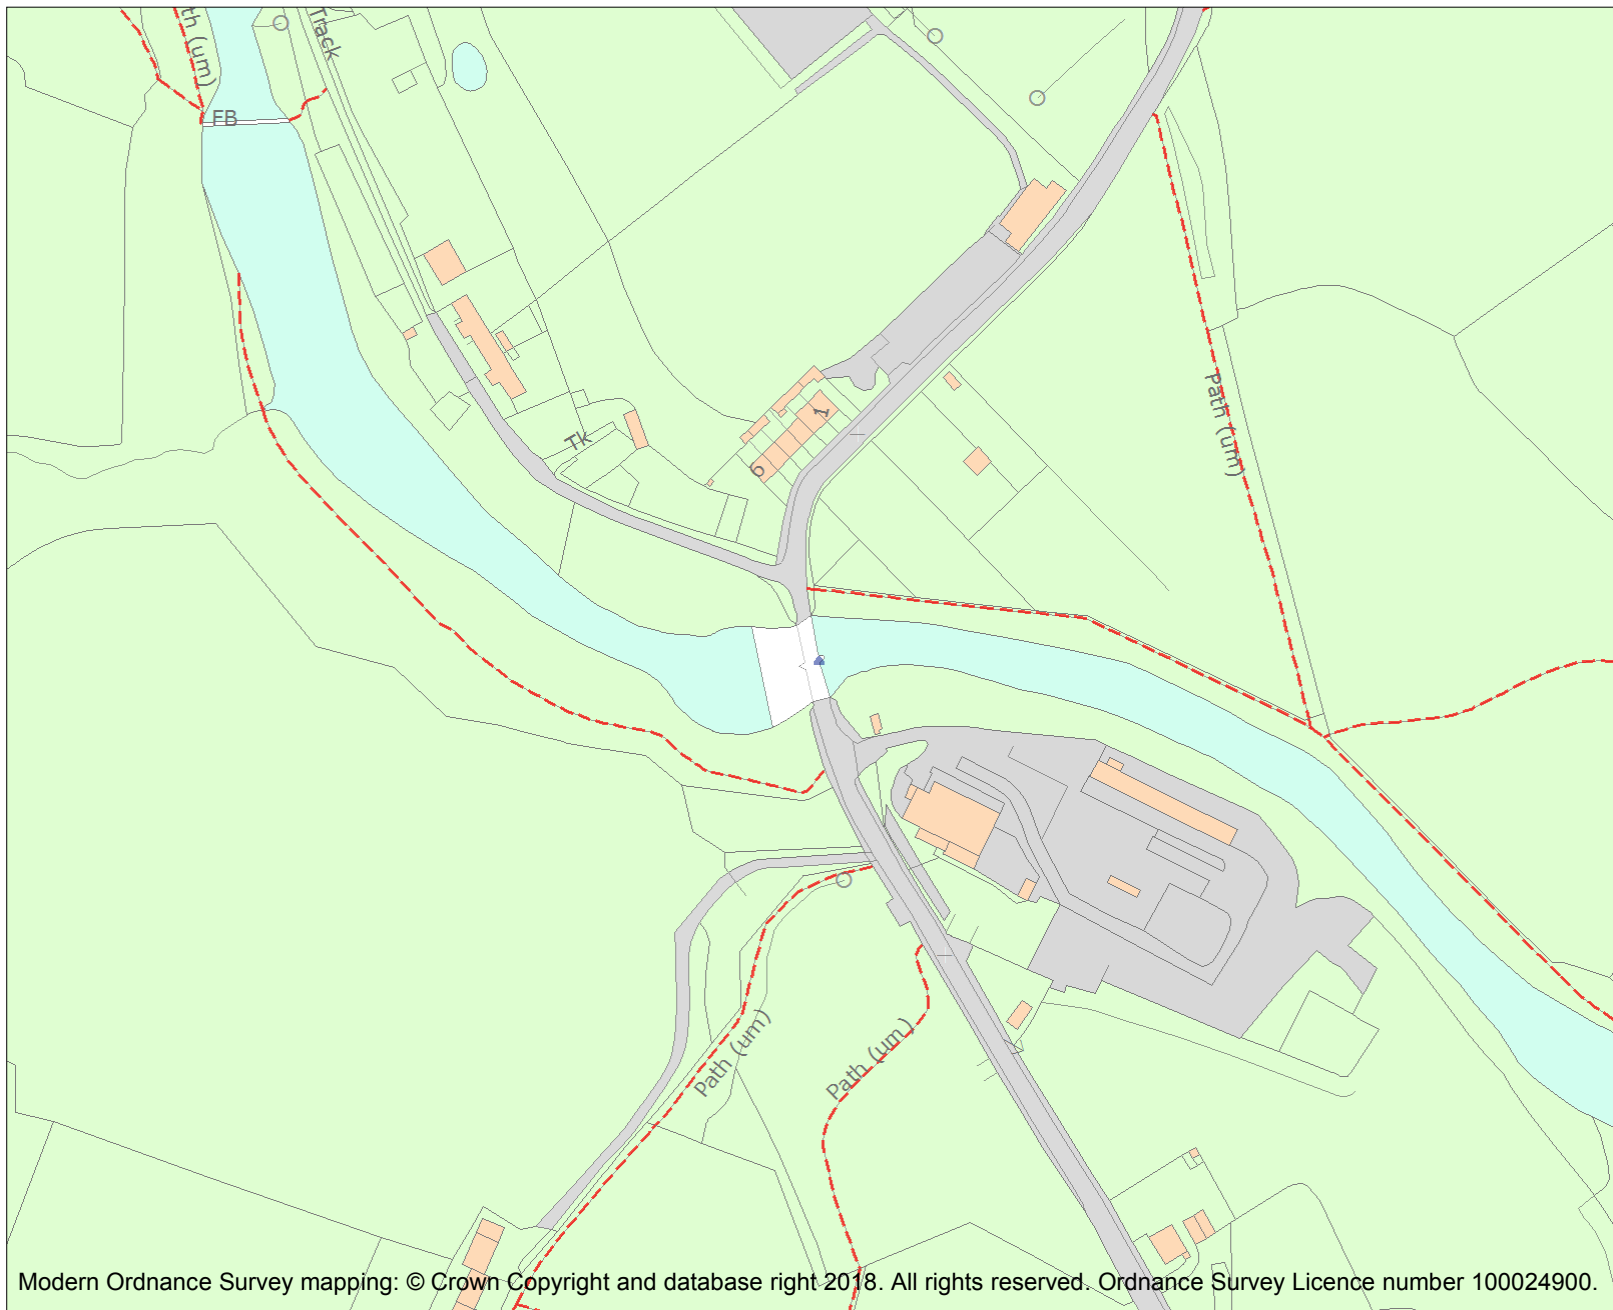 th (um)
Track
FB
Path (um)
1
6
Tk
Path (um)
Path (um)
Modern Ordnance Survey mapping: © Crown Copyright and database right 2018. All rights reserved. Ordnance Survey Licence number 100024900.